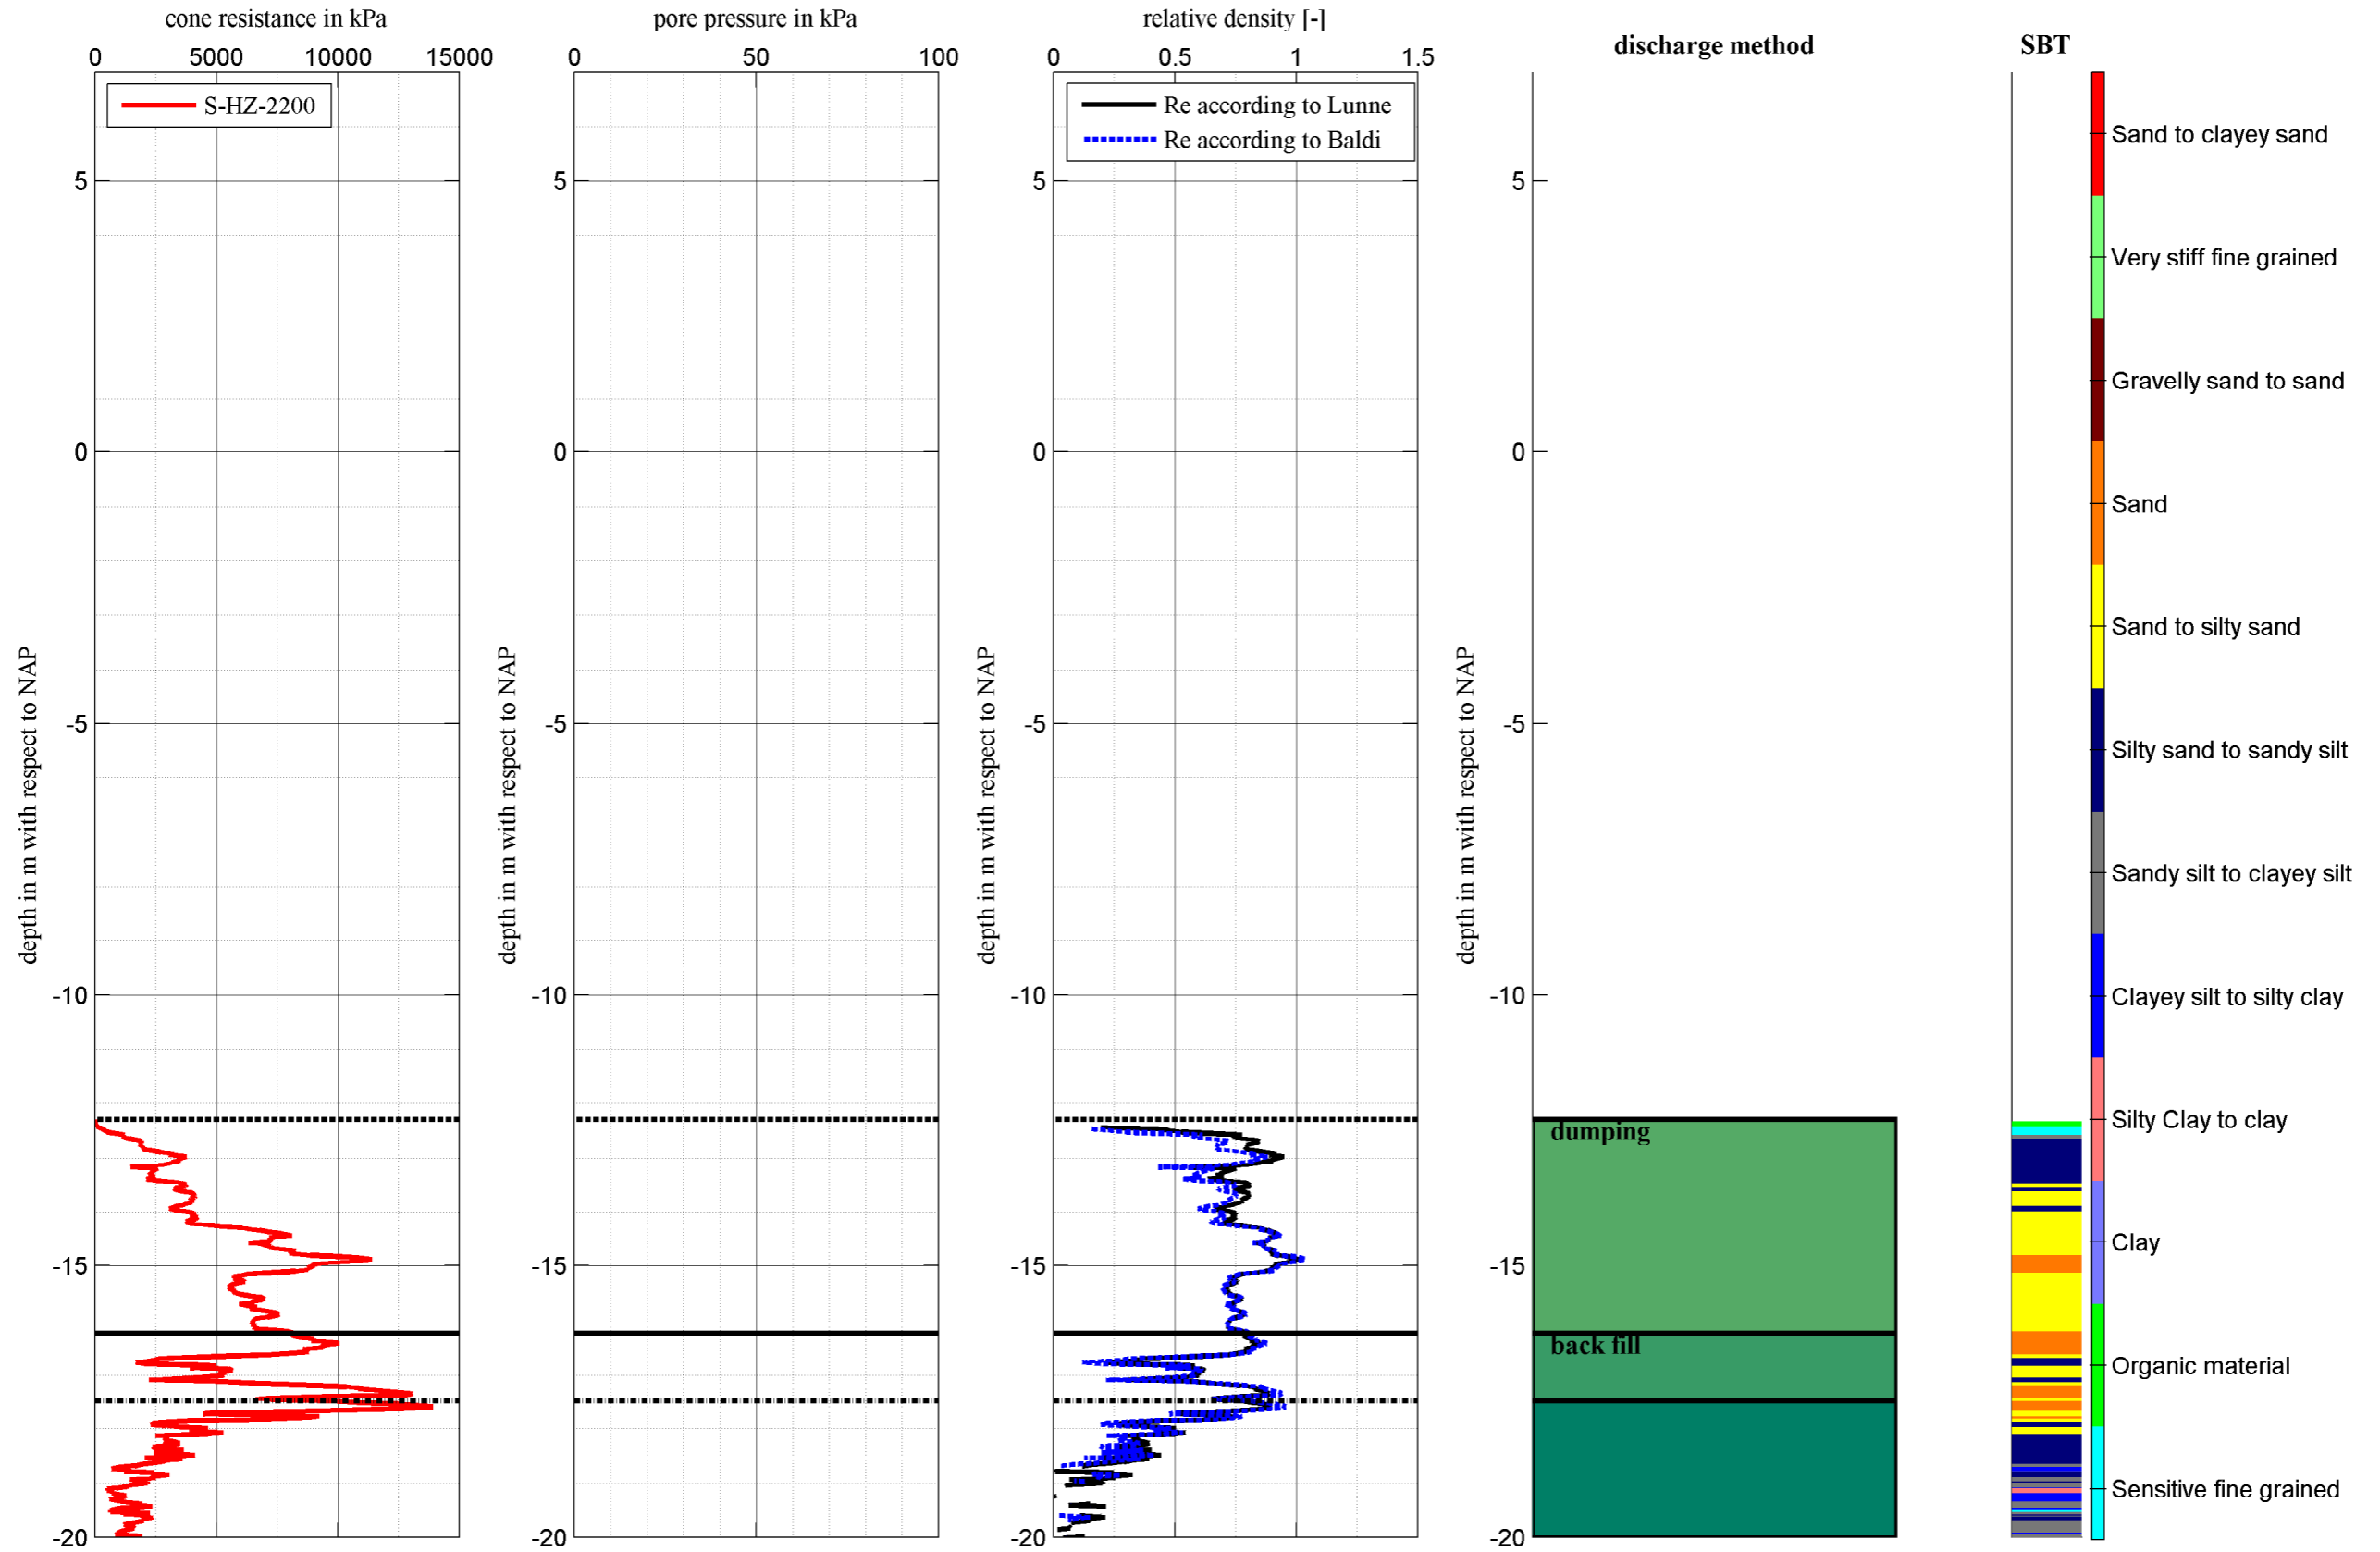 cone resistance in kPa
0 5000 10000 15000
S-HZ-2200
5
0
-5
-10
-15
-20
depth in m with respect to NAP
pore pressure in kPa
0 50 100
5
0
-5
-10
-15
-20
depth in m with respect to NAP
relative density [-]
0 0.5 1 1.5
Re according to Lunne
Re according to Baldi
5
0
-5
-10
-15
-20
depth in m with respect to NAP
discharge method
5
0
-5
-10
-15
-20
depth in m with respect to NAP
dumping
back fill
SBT
Sand to clayey sand
Very stiff fine grained
Gravelly sand to sand
Sand
Sand to silty sand
Silty sand to sandy silt
Sandy silt to clayey silt
Clayey silt to silty clay
Silty Clay to clay
Clay
Organic material
Sensitive fine grained